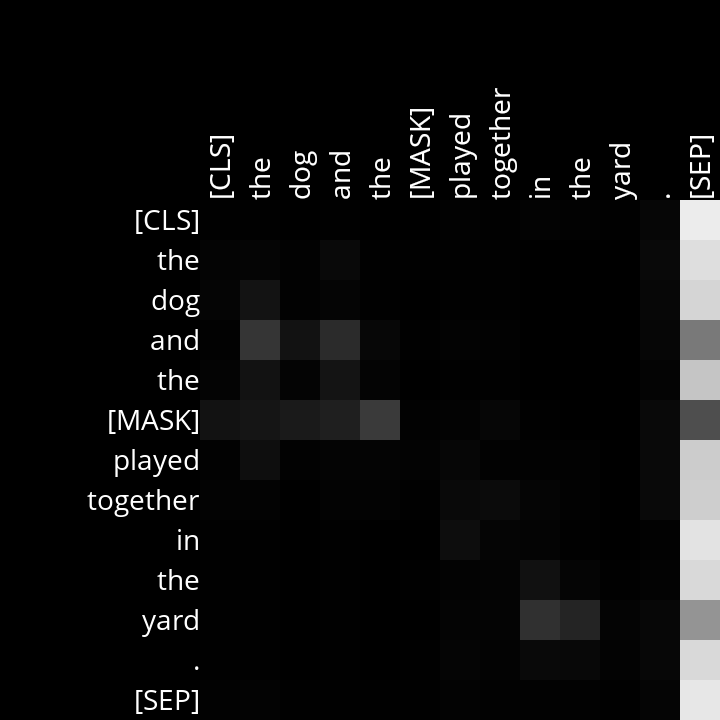 [CLS] the dog and the [MASK] played together in the yard . [SEP]
[CLS]
the
dog
and
the
[MASK]
played
together
in
the
yard
.
[SEP]